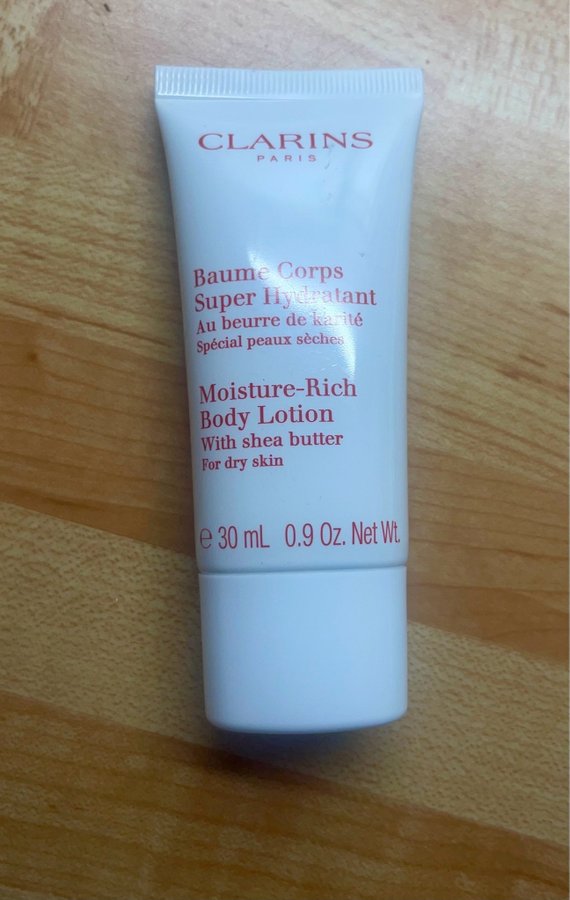 CLARINS
PARIS
Baume Corps
Super Hydratant
Au beurre de karité
Spécial peaux sèches
Moisture-Rich
Body Lotion
With shea butter
For dry skin
℮ 30 mL 0.9 Oz. Net Wt.